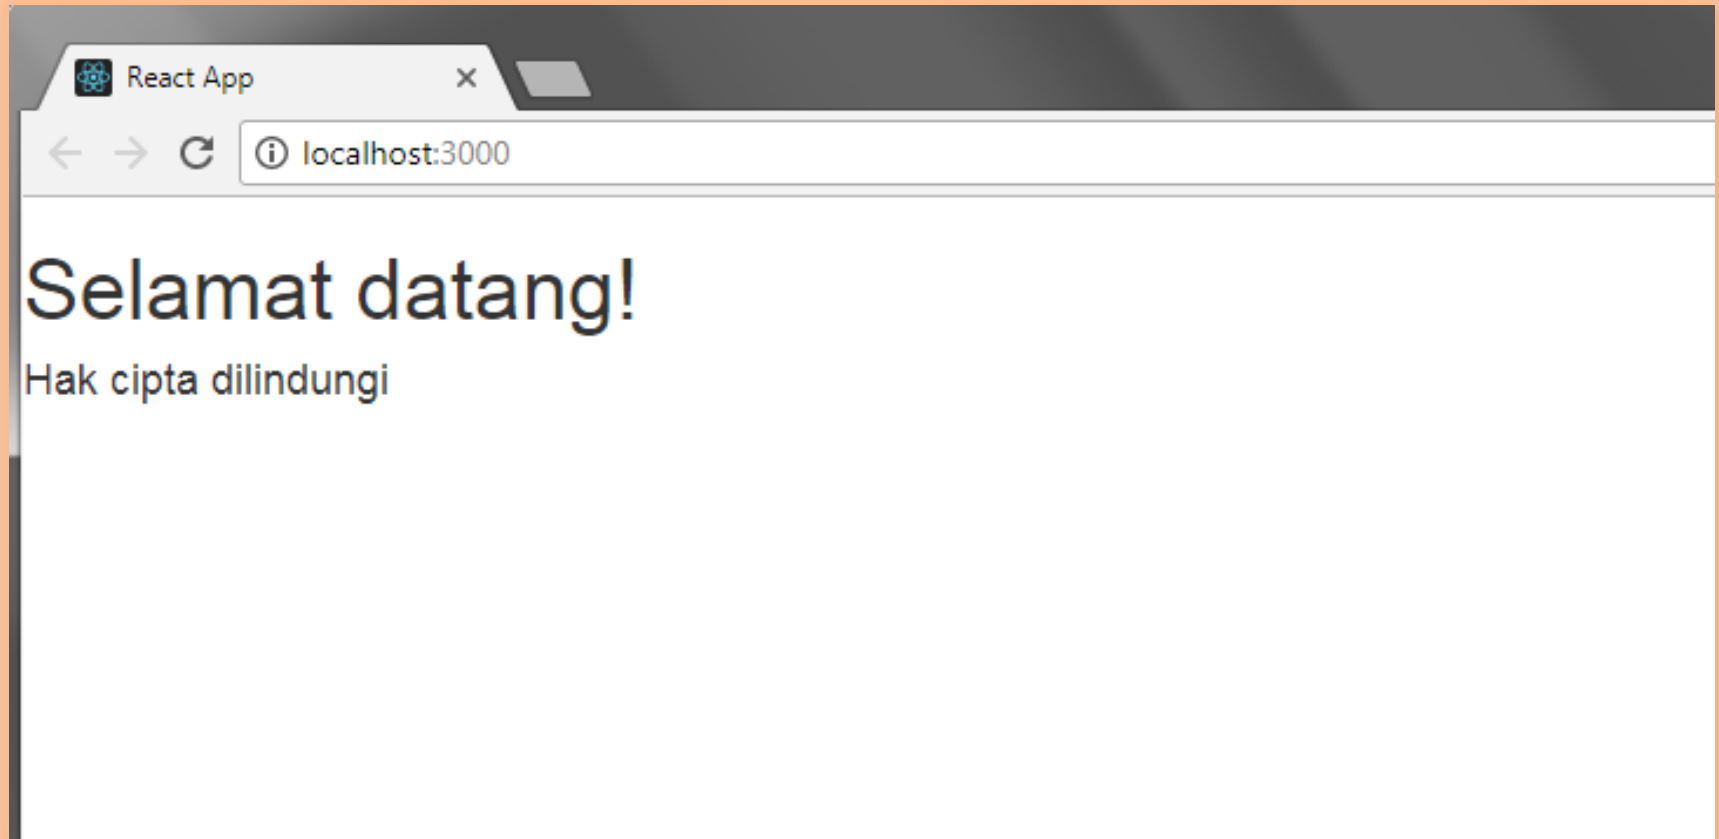 React App
localhost:3000
Selamat datang!
Hak cipta dilindungi